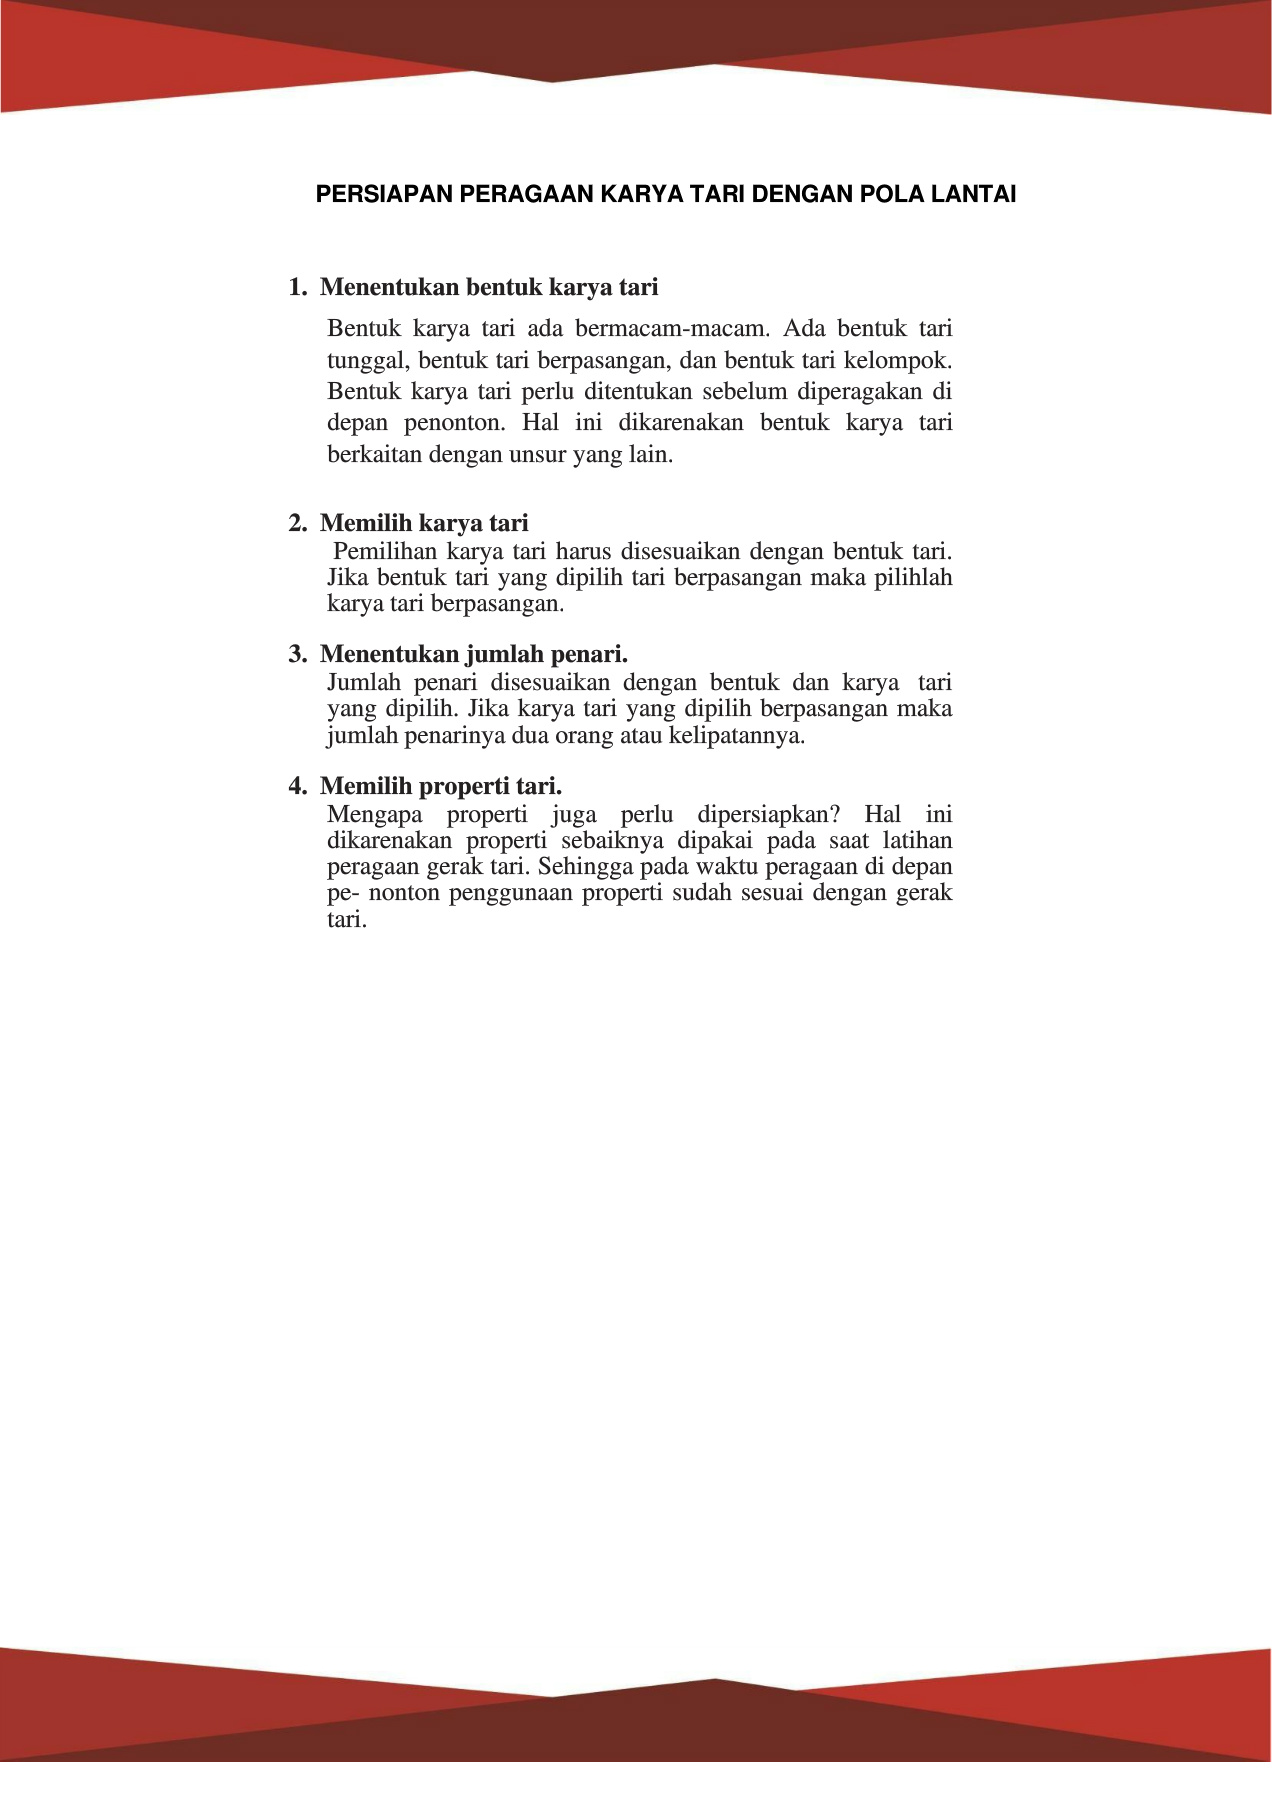 PERSIAPAN PERAGAAN KARYA TARI DENGAN POLA LANTAI
1. Menentukan bentuk karya tari
Bentuk karya tari ada bermacam-macam. Ada bentuk tari
tunggal, bentuk tari berpasangan, dan bentuk tari kelompok.
Bentuk karya tari perlu ditentukan sebelum diperagakan di
depan penonton. Hal ini dikarenakan bentuk karya tari
berkaitan dengan unsur yang lain.
2. Memilih karya tari
Pemilihan karya tari harus disesuaikan dengan bentuk tari.
Jika bentuk tari yang dipilih tari berpasangan maka pilihlah
karya tari berpasangan.
3. Menentukan jumlah penari.
Jumlah penari disesuaikan dengan bentuk dan karya tari
yang dipilih. Jika karya tari yang dipilih berpasangan maka
jumlah penarinya dua orang atau kelipatannya.
4. Memilih properti tari.
Mengapa properti juga perlu dipersiapkan? Hal ini
dikarenakan properti sebaiknya dipakai pada saat latihan
peragaan gerak tari. Sehingga pada waktu peragaan di depan
pe- nonton penggunaan properti sudah sesuai dengan gerak
tari.